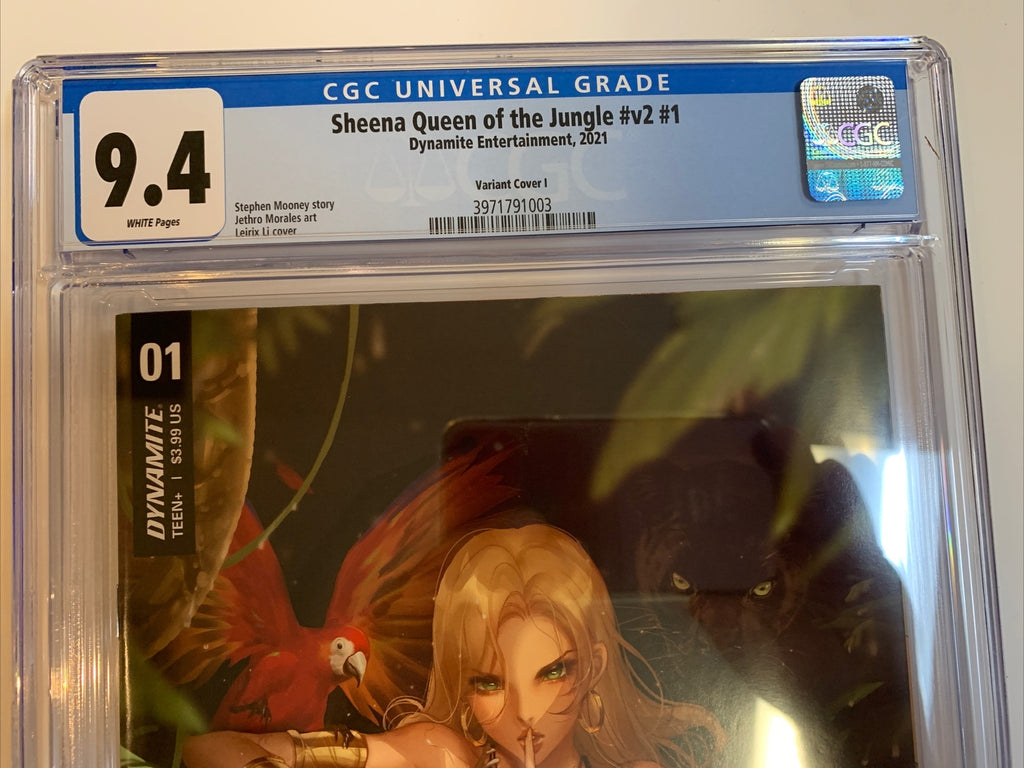 CGC UNIVERSAL GRADE
9.4
WHITE Pages
Sheena Queen of the Jungle #v2 #1
Dynamite Entertainment, 2021
Variant Cover I
3971791003
Stephen Mooney story
Jethro Morales art
Leirix Li cover
CGC
CGC
01
DYNAMITE
TEEN+ | $3.99 US